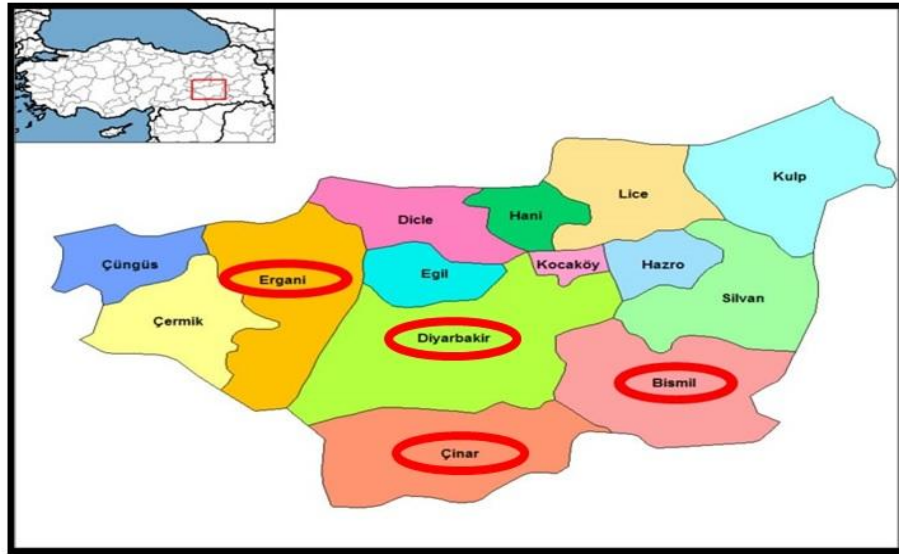 Kulp
Lice
Hani
Dicle
Çüngüs
Ergani
Egil
Kocaköy
Hazro
Silvan
Çermik
Diyarbakir
Bismil
Çinar